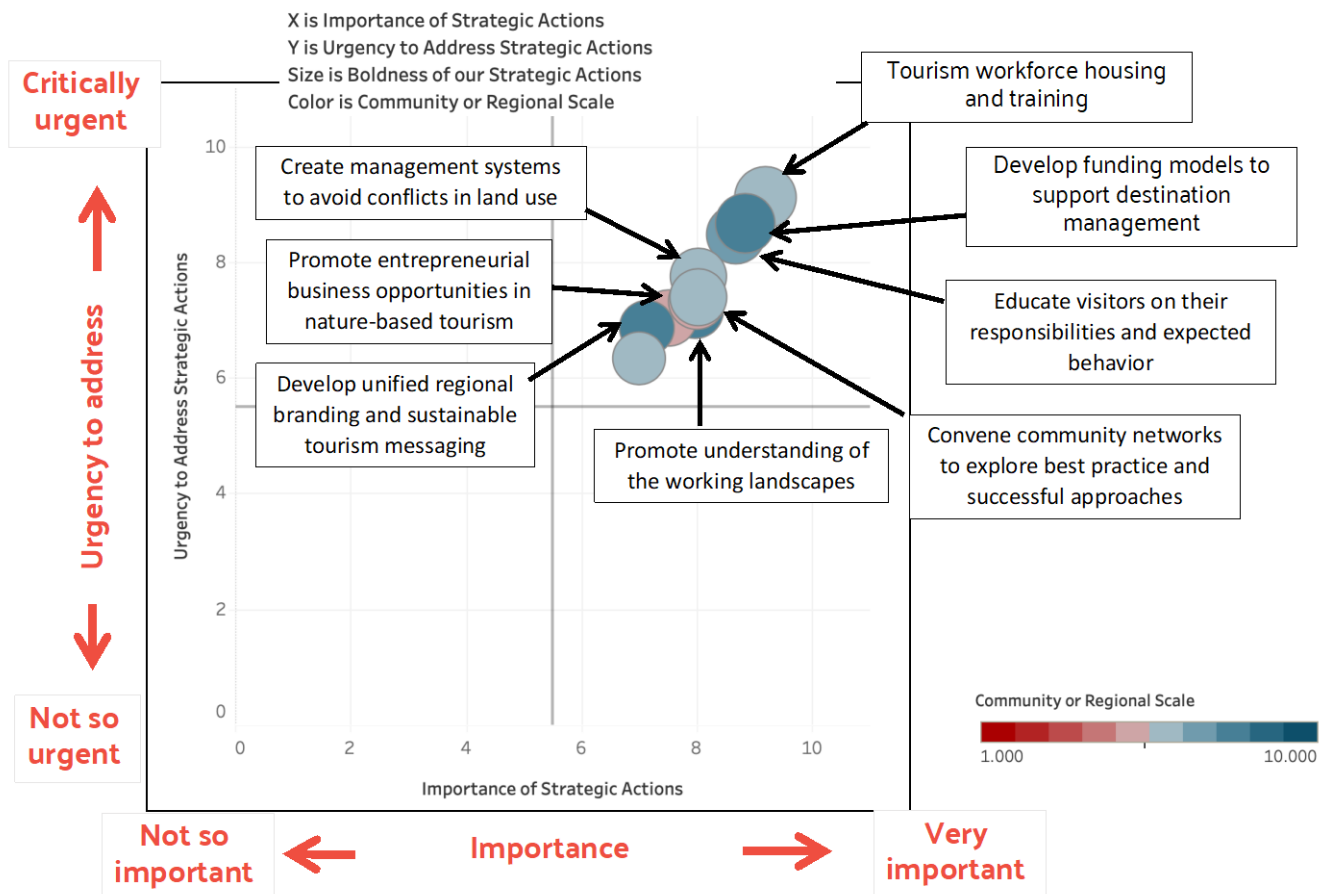 X is Importance of Strategic Actions
Y is Urgency to Address Strategic Actions
Size is Boldness of our Strategic Actions
Color is Community or Regional Scale
Critically
urgent
Urgency to address
Not so
urgent
Urgency to Address Strategic Actions
10
8
6
4
2
0
Create management systems
to avoid conflicts in land use
Promote entrepreneurial
business opportunities in
nature-based tourism
Develop unified regional
branding and sustainable
tourism messaging
Tourism workforce housing
and training
Develop funding models to
support destination
management
Educate visitors on their
responsibilities and expected
behavior
Convene community networks
to explore best practice and
successful approaches
Promote understanding of
the working landscapes
0
2
4
6
8
10
Importance of Strategic Actions
Community or Regional Scale
1.000
10.000
Not so
important
Importance
Very
important